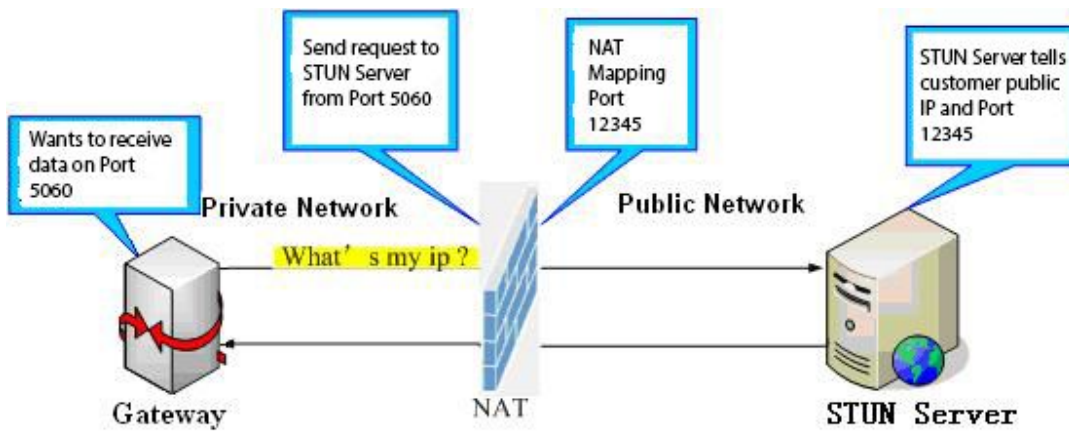 Send request to
STUN Server
from Port 5060
NAT
Mapping
Port
12345
STUN Server tells
customer public
IP and Port
12345
Wants to receive
data on Port
5060
Private Network
Public Network
What's my ip ?
Gateway
NAT
STUN Server